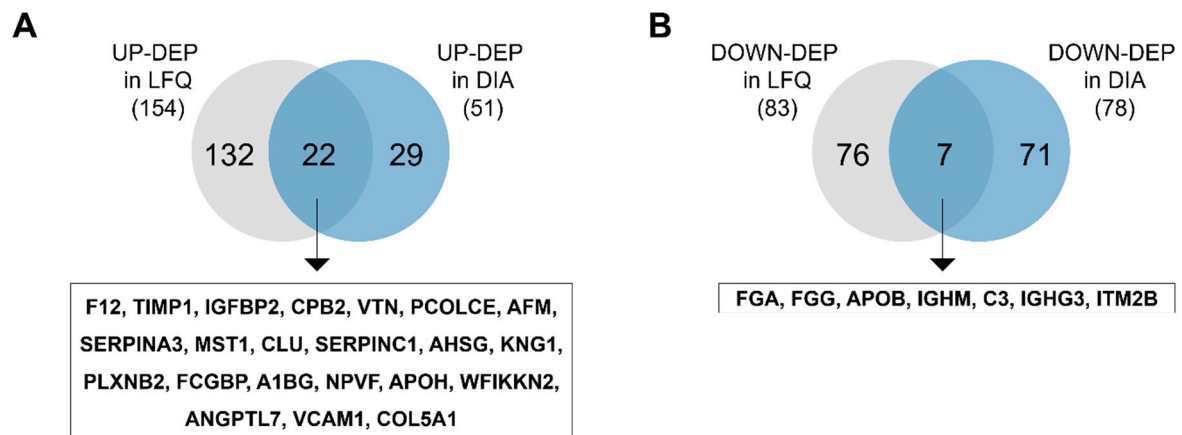 A
UP-DEP
in LFQ
(154)
UP-DEP
in DIA
(51)
132
22
29
F12, TIMP1, IGFBP2, CPB2, VTN, PCOLCE, AFM,
SERPINA3, MST1, CLU, SERPINC1, AHSG, KNG1,
PLXNB2, FCGBP, A1BG, NPVF, APOH, WFIKKN2,
ANGPTL7, VCAM1, COL5A1
B
DOWN-DEP
in LFQ
(83)
DOWN-DEP
in DIA
(78)
76
7
71
FGA, FGG, APOB, IGHM, C3, IGHG3, ITM2B